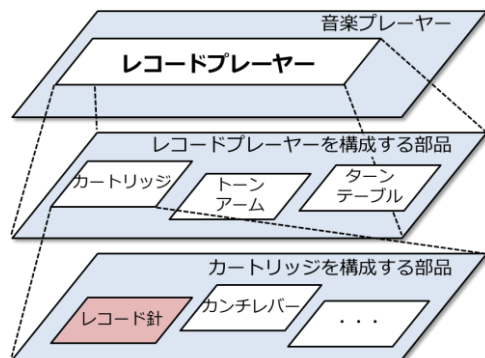 音楽プレーヤー
レコードプレーヤー
レコードプレーヤーを構成する部品
カートリッジ
トーン
アーム
ターン
テーブル
カートリッジを構成する部品
レコード針
カンチレバー
・・・